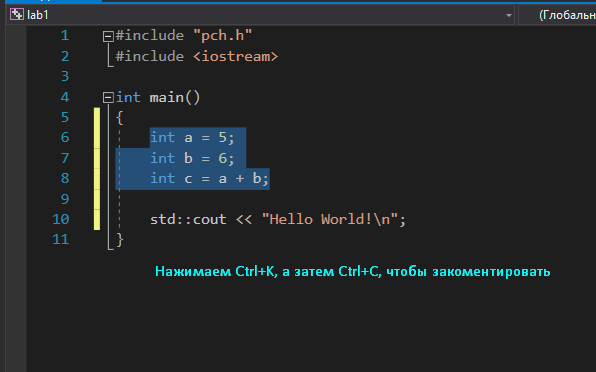 lab1 (Глобальн
1 #include "pch.h"
2 #include <iostream>
3
4 int main()
5 {
6 int a = 5;
7 int b = 6;
8 int c = a + b;
9
10 std::cout << "Hello World!\n";
11 }
Нажимаем Ctrl+K, а затем Ctrl+C, чтобы закоментировать